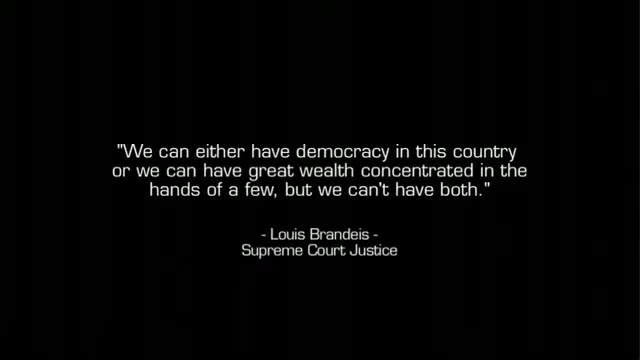 "We can either have democracy in this country
or we can have great wealth concentrated in the
hands of a few, but we can't have both."
- Louis Brandeis -
Supreme Court Justice